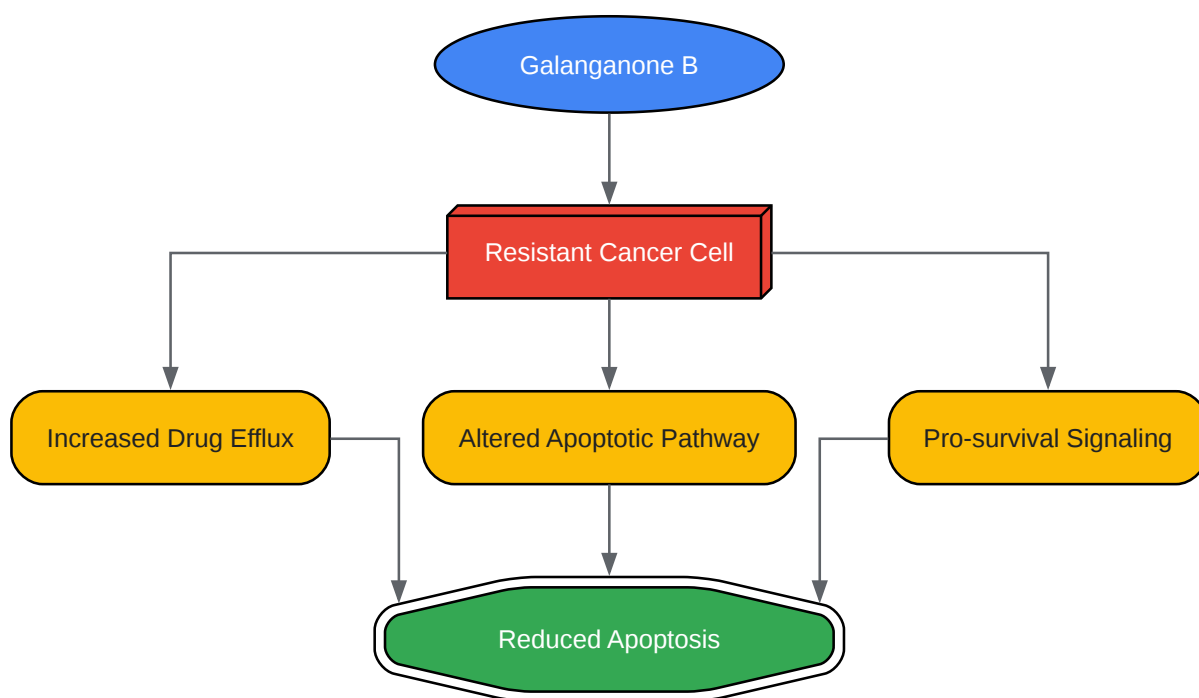 Galanganone B
Resistant Cancer Cell
Increased Drug Efflux
Altered Apoptotic Pathway
Pro-survival Signaling
Reduced Apoptosis